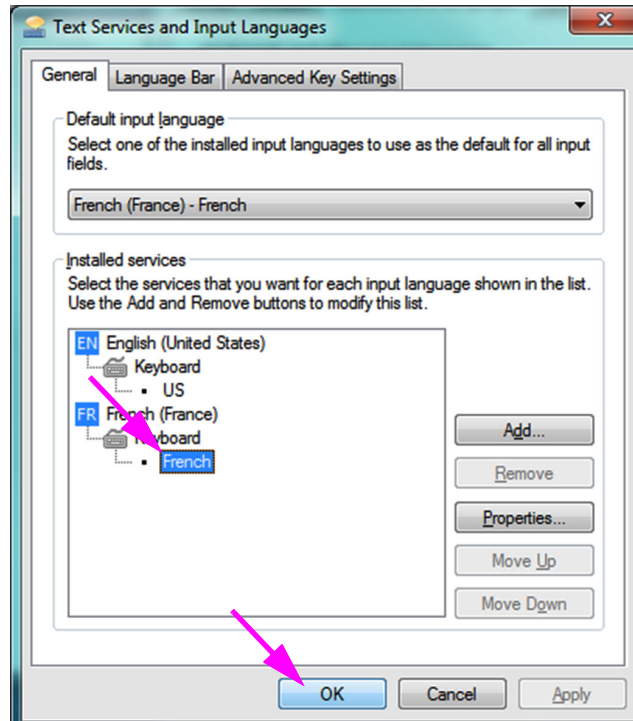 Text Services and Input Languages
General
Language Bar
Advanced Key Settings
Default input language
Select one of the installed input languages to use as the default for all input
fields.
French (France) - French
Installed services
Select the services that you want for each input language shown in the list.
Use the Add and Remove buttons to modify this list.
EN English (United States)
Keyboard
US
FR French (France)
Keyboard
French
Add...
Remove
Properties...
Move Up
Move Down
OK
Cancel
Apply